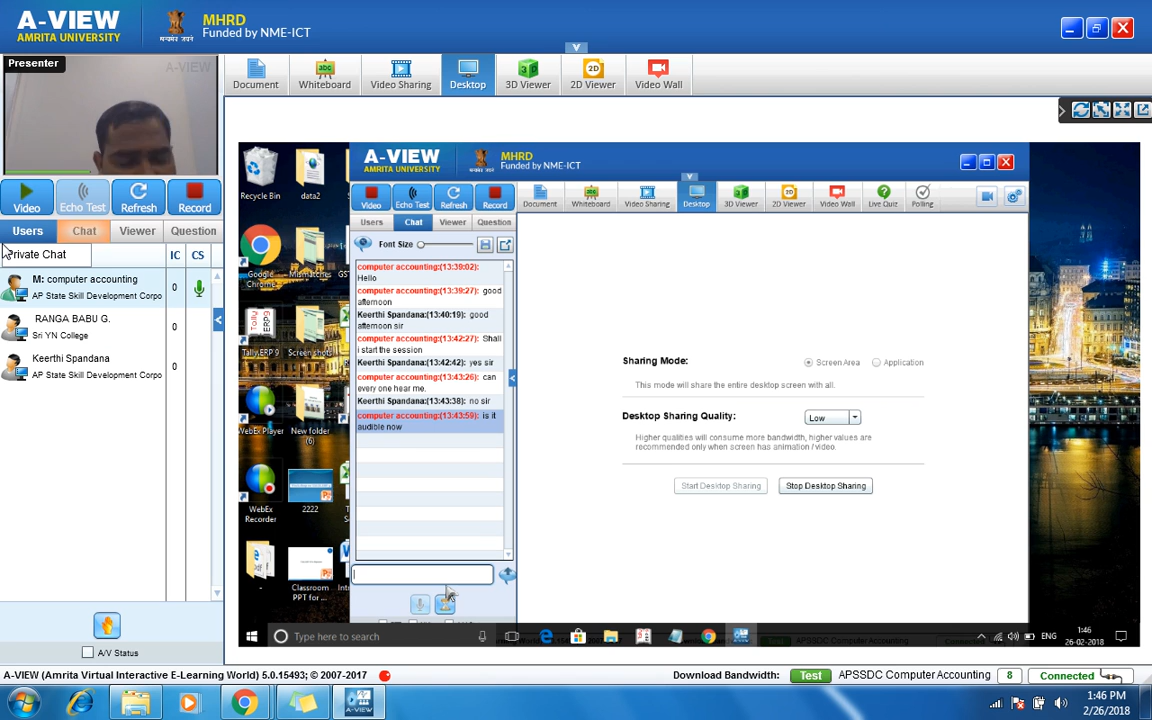 A-VIEW
AMRITA UNIVERSITY
MHRD
Funded by NME-ICT
Presenter
A-VIEW
Document
Whiteboard
Video Sharing
Desktop
3D Viewer
2D Viewer
Video Wall
Video
Echo Test
Refresh
Record
Users
Chat
Viewer
Question
Private Chat
IC
CS
M: computer accounting
AP State Skill Development Corpo
0
RANGA BABU G.
Sri YN College
0
Keerthi Spandana
AP State Skill Development Corpo
0
A/V Status
Recycle Bin
data2
Google
Chrome
Mismatches
GS
Tally.ERP 9
Screen shots
WebEx Player
New folder
(6)
WebEx
Recorder
2222
Classroom
PPT for ...
A-VIEW
AMRITA UNIVERSITY
MHRD
Funded by NME-ICT
Video
Echo Test
Refresh
Record
Document
Whiteboard
Video Sharing
Desktop
3D Viewer
2D Viewer
Video Wall
Live Quiz
Polling
Users
Chat
Viewer
Question
Font Size
computer accounting:(13:39:02):
Hello
computer accounting:(13:39:27): good
afternoon
Keerthi Spandana:(13:40:19): good
afternoon sir
computer accounting:(13:42:27): Shall
i start the session
Keerthi Spandana:(13:42:42): yes sir
computer accounting:(13:43:26): can
every one hear me.
Keerthi Spandana:(13:43:38): no sir
computer accounting:(13:43:59): is it
audible now
Sharing Mode:
Screen Area
Application
This mode will share the entire desktop screen with all.
Desktop Sharing Quality:
Low
Higher qualities will consume more bandwidth, higher values are
recommended only when screen has animation / video.
Start Desktop Sharing
Stop Desktop Sharing
Type here to search
ENG
1:46
26-02-2018
A-VIEW (Amrita Virtual Interactive E-Learning World) 5.0.15493; © 2007-2017
Download Bandwidth:
Test
APSSDC Computer Accounting
8
Connected
1:46 PM
2/26/2018